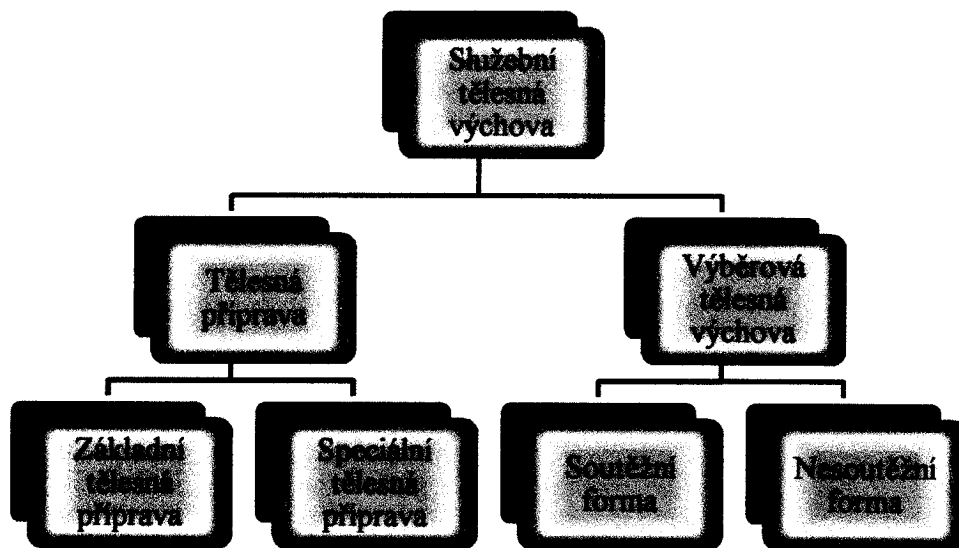 Služební
tělesná
výchova
Tělesná
příprava
Výběrová
tělesná
výchova
Základní
tělesná
příprava
Speciální
tělesná
příprava
Soutěžní
forma
Nesoutěžní
forma